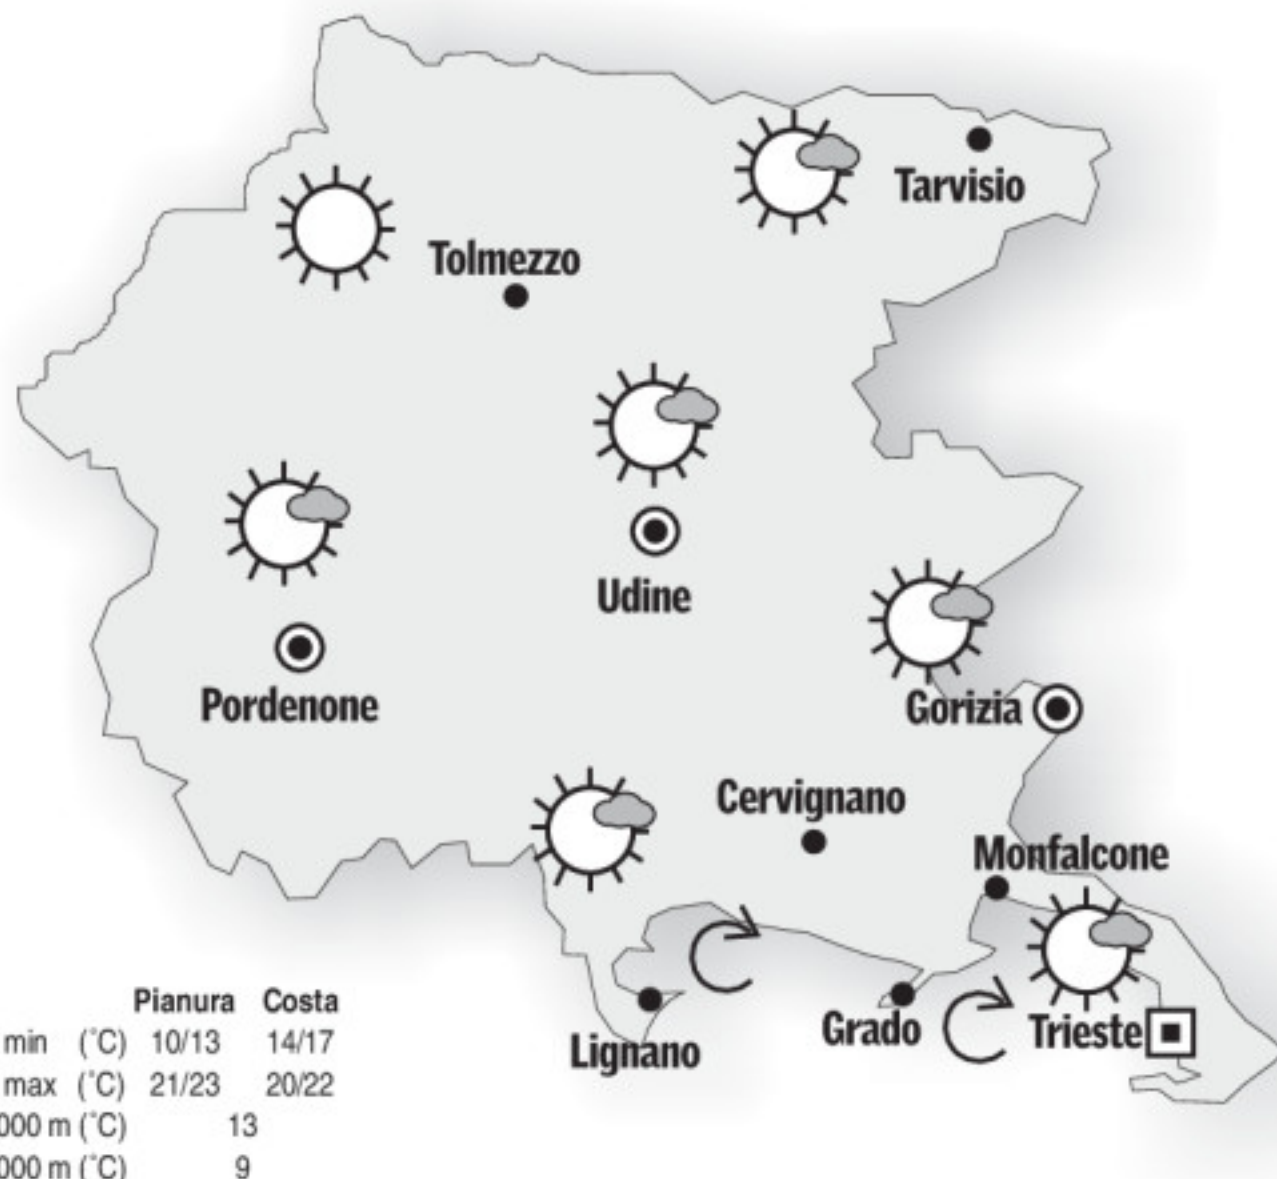 Tarvisio
Tolmezzo
Udine
Pordenone
Gorizia
Cervignano
Monfalcone
Lignano
Grado
Trieste
Pianura Costa
min (°C) 10/13 14/17
max (°C) 21/23 20/22
000 m (°C) 13
000 m (°C) 9